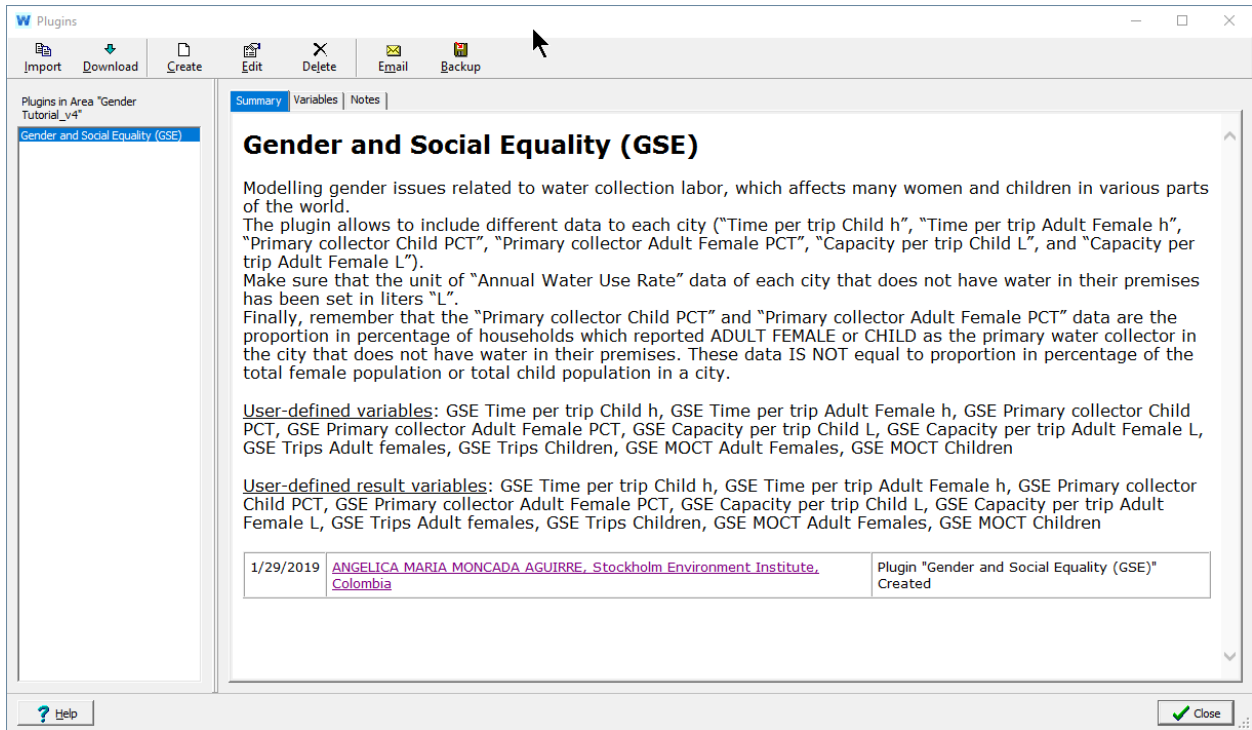 W Plugins
Import Download Create Edit Delete Email Backup
Plugins in Area "Gender
Tutorial_v4"
Gender and Social Equality (GSE)
Summary Variables Notes
Gender and Social Equality (GSE)
Modelling gender issues related to water collection labor, which affects many women and children in various parts
of the world.
The plugin allows to include different data to each city (“Time per trip Child h”, “Time per trip Adult Female h”,
“Primary collector Child PCT”, “Primary collector Adult Female PCT”, “Capacity per trip Child L”, and “Capacity per
trip Adult Female L”).
Make sure that the unit of “Annual Water Use Rate” data of each city that does not have water in their premises
has been set in liters “L”.
Finally, remember that the “Primary collector Child PCT” and “Primary collector Adult Female PCT” data are the
proportion in percentage of households which reported ADULT FEMALE or CHILD as the primary water collector in
the city that does not have water in their premises. These data IS NOT equal to proportion in percentage of the
total female population or total child population in a city.
User-defined variables: GSE Time per trip Child h, GSE Time per trip Adult Female h, GSE Primary collector Child
PCT, GSE Primary collector Adult Female PCT, GSE Capacity per trip Child L, GSE Capacity per trip Adult Female L,
GSE Trips Adult females, GSE Trips Children, GSE MOCT Adult Females, GSE MOCT Children
User-defined result variables: GSE Time per trip Child h, GSE Time per trip Adult Female h, GSE Primary collector
Child PCT, GSE Primary collector Adult Female PCT, GSE Capacity per trip Child L, GSE Capacity per trip Adult
Female L, GSE Trips Adult females, GSE Trips Children, GSE MOCT Adult Females, GSE MOCT Children
1/29/2019 ANGELICA MARIA MONCADA AGUIRRE, Stockholm Environment Institute, Plugin "Gender and Social Equality (GSE)"
Colombia Created
? Help Close